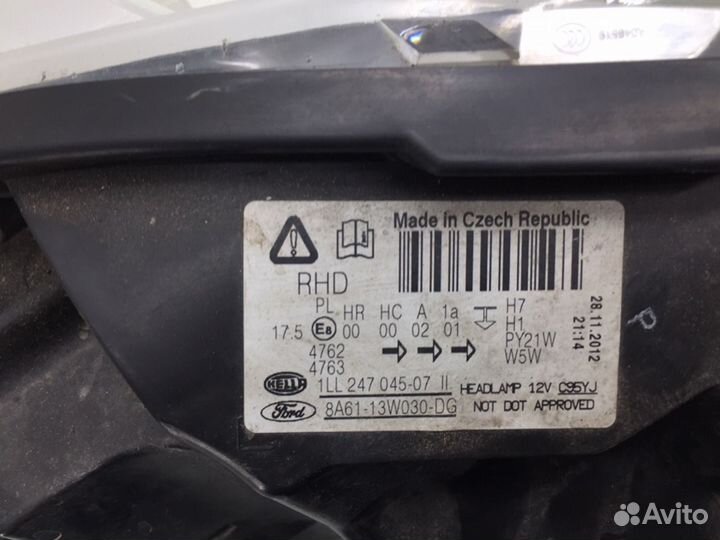 CCC
Made in Czech Republic
RHD
PL HR HC A 1a
17.5 E8 00 00 02 01
4762
4763
H7
H1
PY21W
W5W
28.11.2012
21:14
HELLA 1LL 247 045-07 II HEADLAMP 12V C95YJ
Ford 8A61-13W030-DG NOT DOT APPROVED
P
Avito